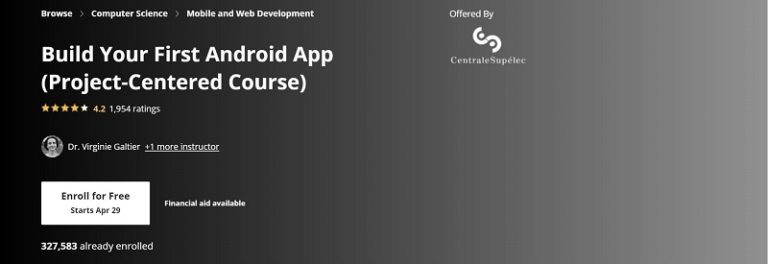 Browse > Computer Science > Mobile and Web Development
Offered By
CentraleSupélec
Build Your First Android App
(Project-Centered Course)
4.2 1,954 ratings
Dr. Virginie Galtier +1 more instructor
Enroll for Free
Starts Apr 29
Financial aid available
327,583 already enrolled